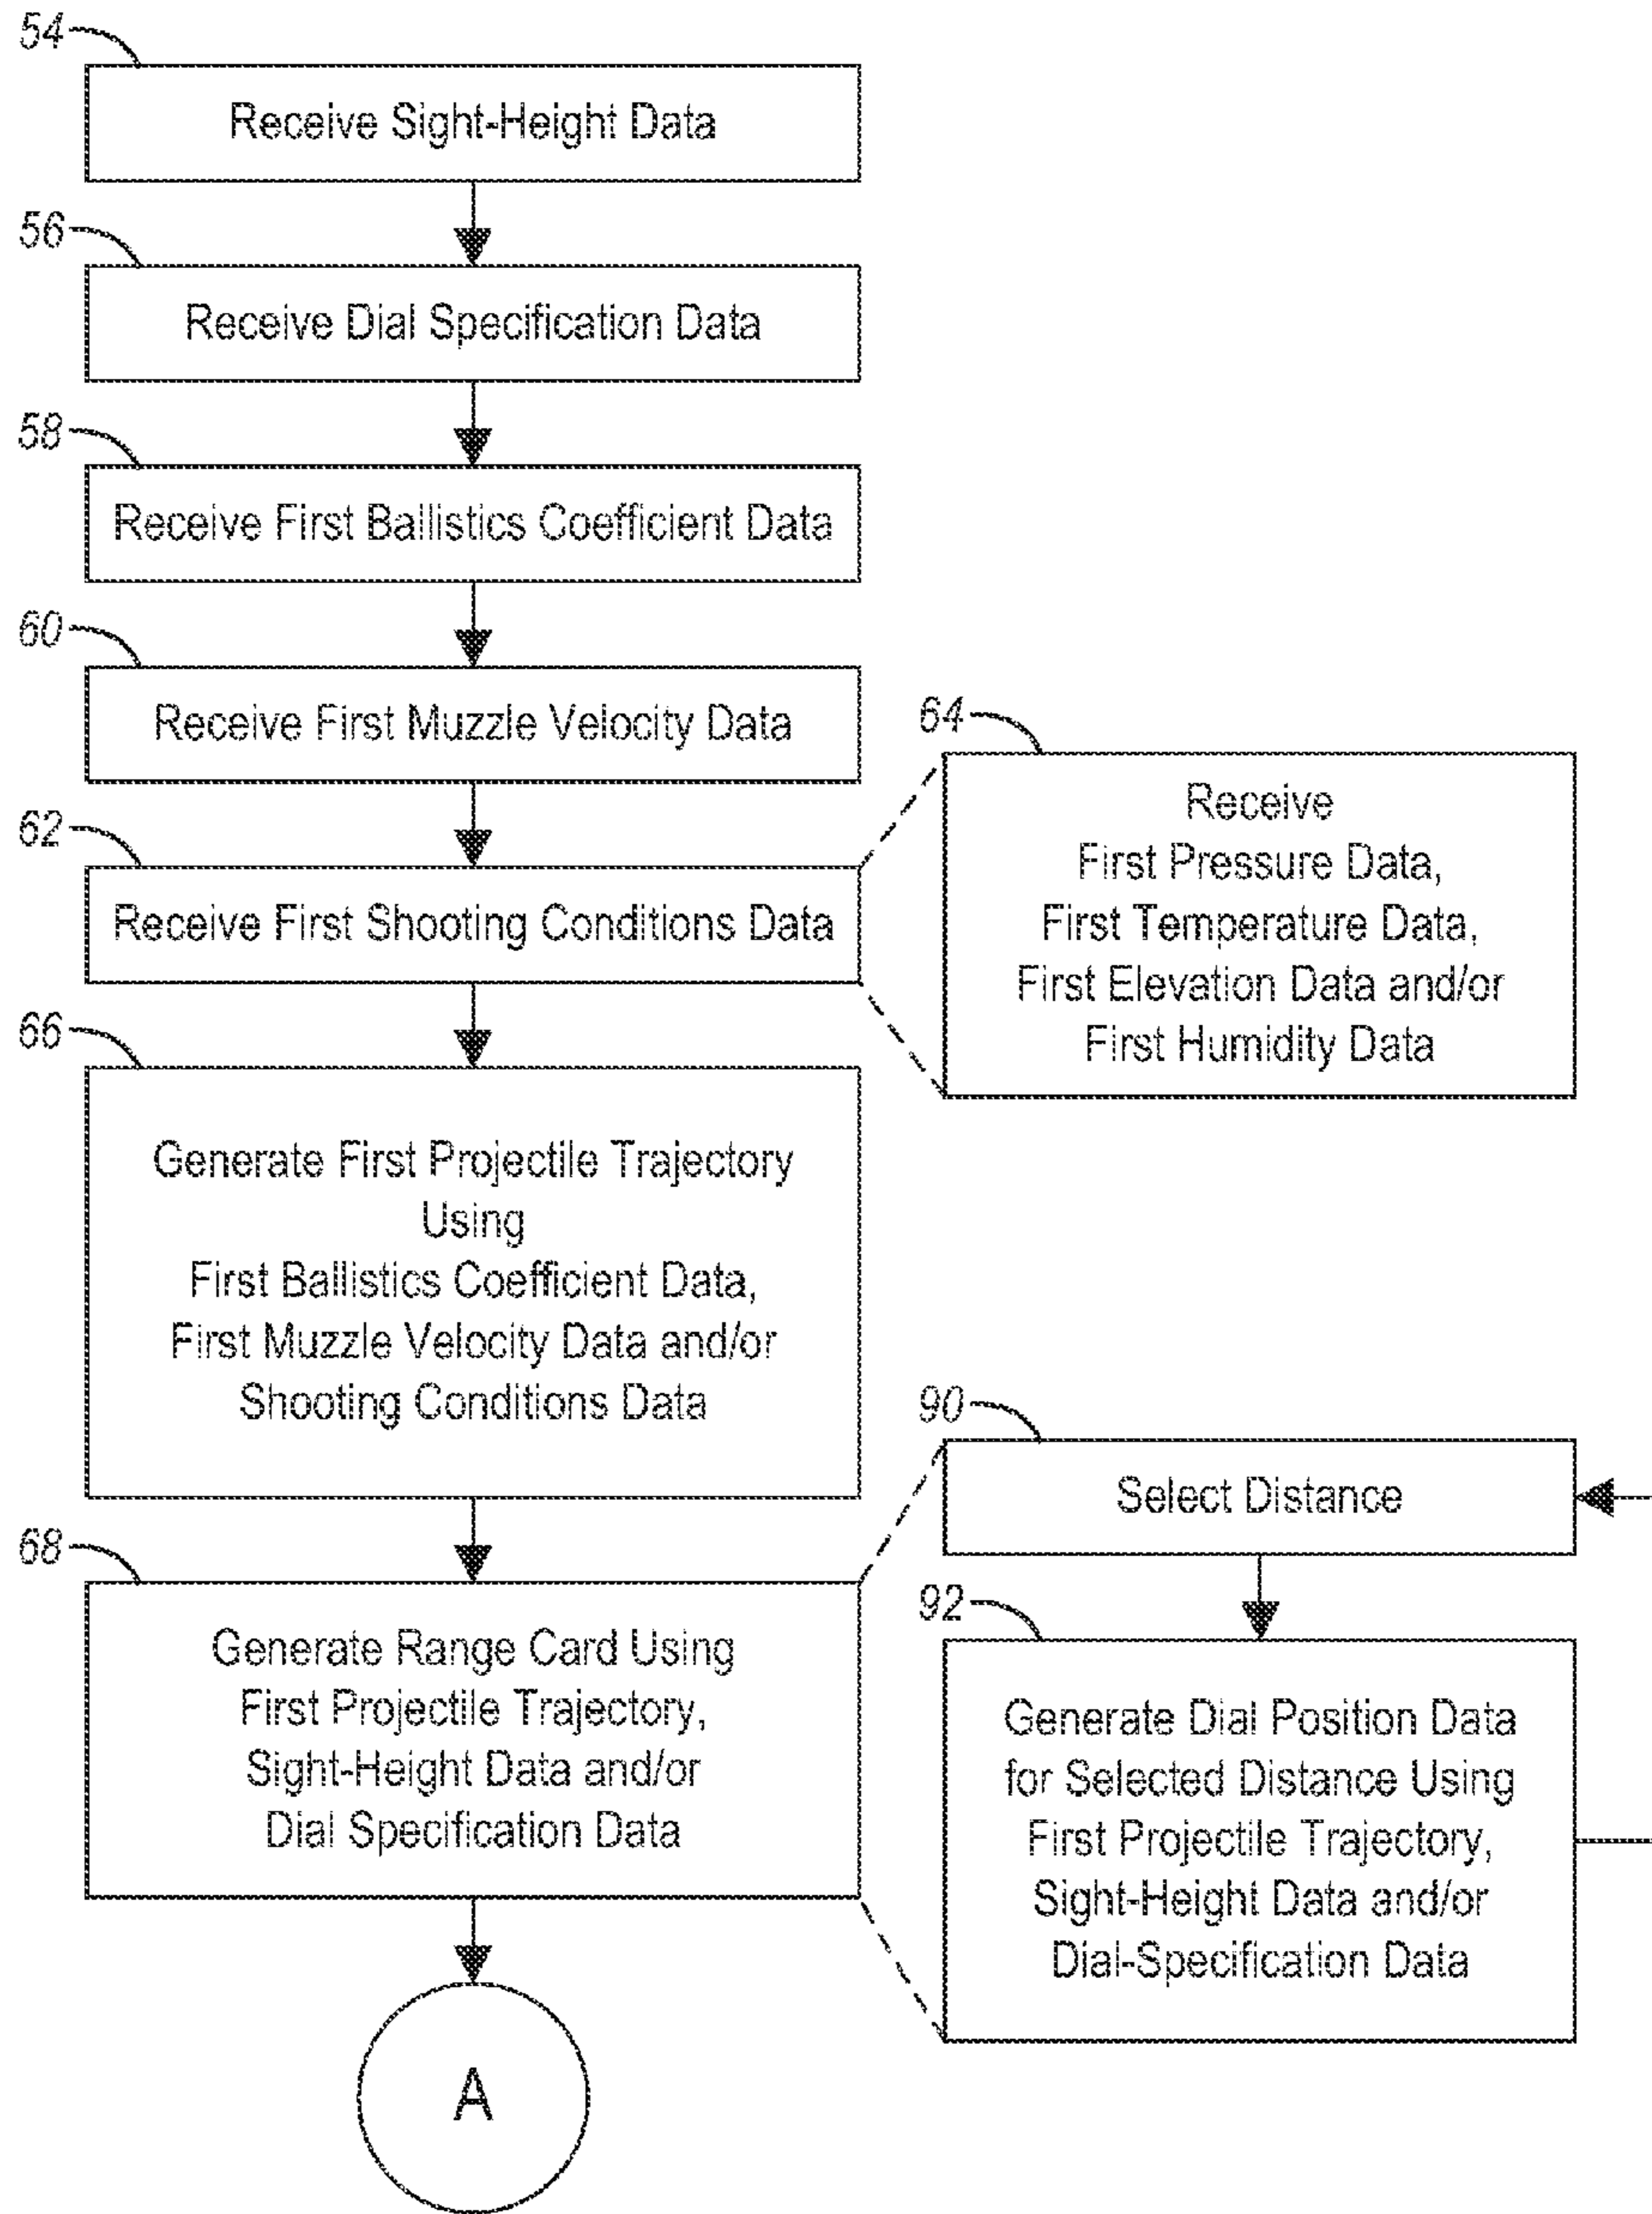 54
Receive Sight-Height Data
56
Receive Dial Specification Data
58
Receive First Ballistics Coefficient Data
60
Receive First Muzzle Velocity Data
62
Receive First Shooting Conditions Data
64
Receive
First Pressure Data,
First Temperature Data,
First Elevation Data and/or
First Humidity Data
66
Generate First Projectile Trajectory
Using
First Ballistics Coefficient Data,
First Muzzle Velocity Data and/or
Shooting Conditions Data
68
Generate Range Card Using
First Projectile Trajectory,
Sight-Height Data and/or
Dial Specification Data
90
Select Distance
92
Generate Dial Position Data
for Selected Distance Using
First Projectile Trajectory,
Sight-Height Data and/or
Dial-Specification Data
A